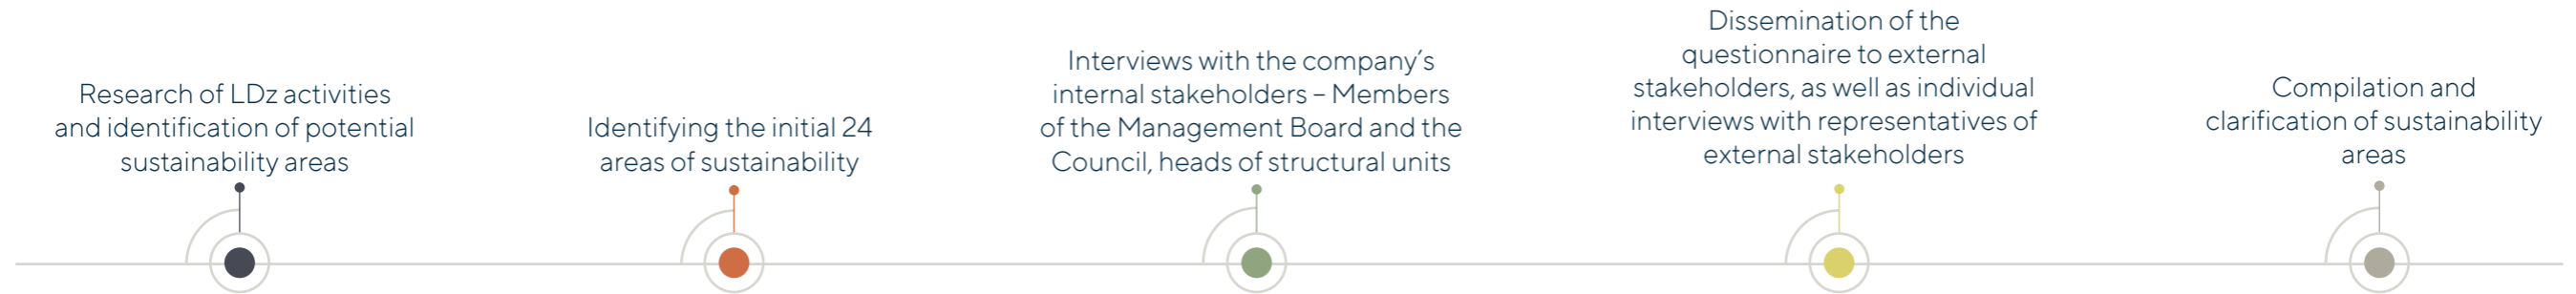 Research of LDz activities
and identification of potential
sustainability areas
Identifying the initial 24
areas of sustainability
Interviews with the company’s
internal stakeholders – Members
of the Management Board and the
Council, heads of structural units
Dissemination of the
questionnaire to external
stakeholders, as well as individual
interviews with representatives of
external stakeholders
Compilation and
clarification of sustainability
areas